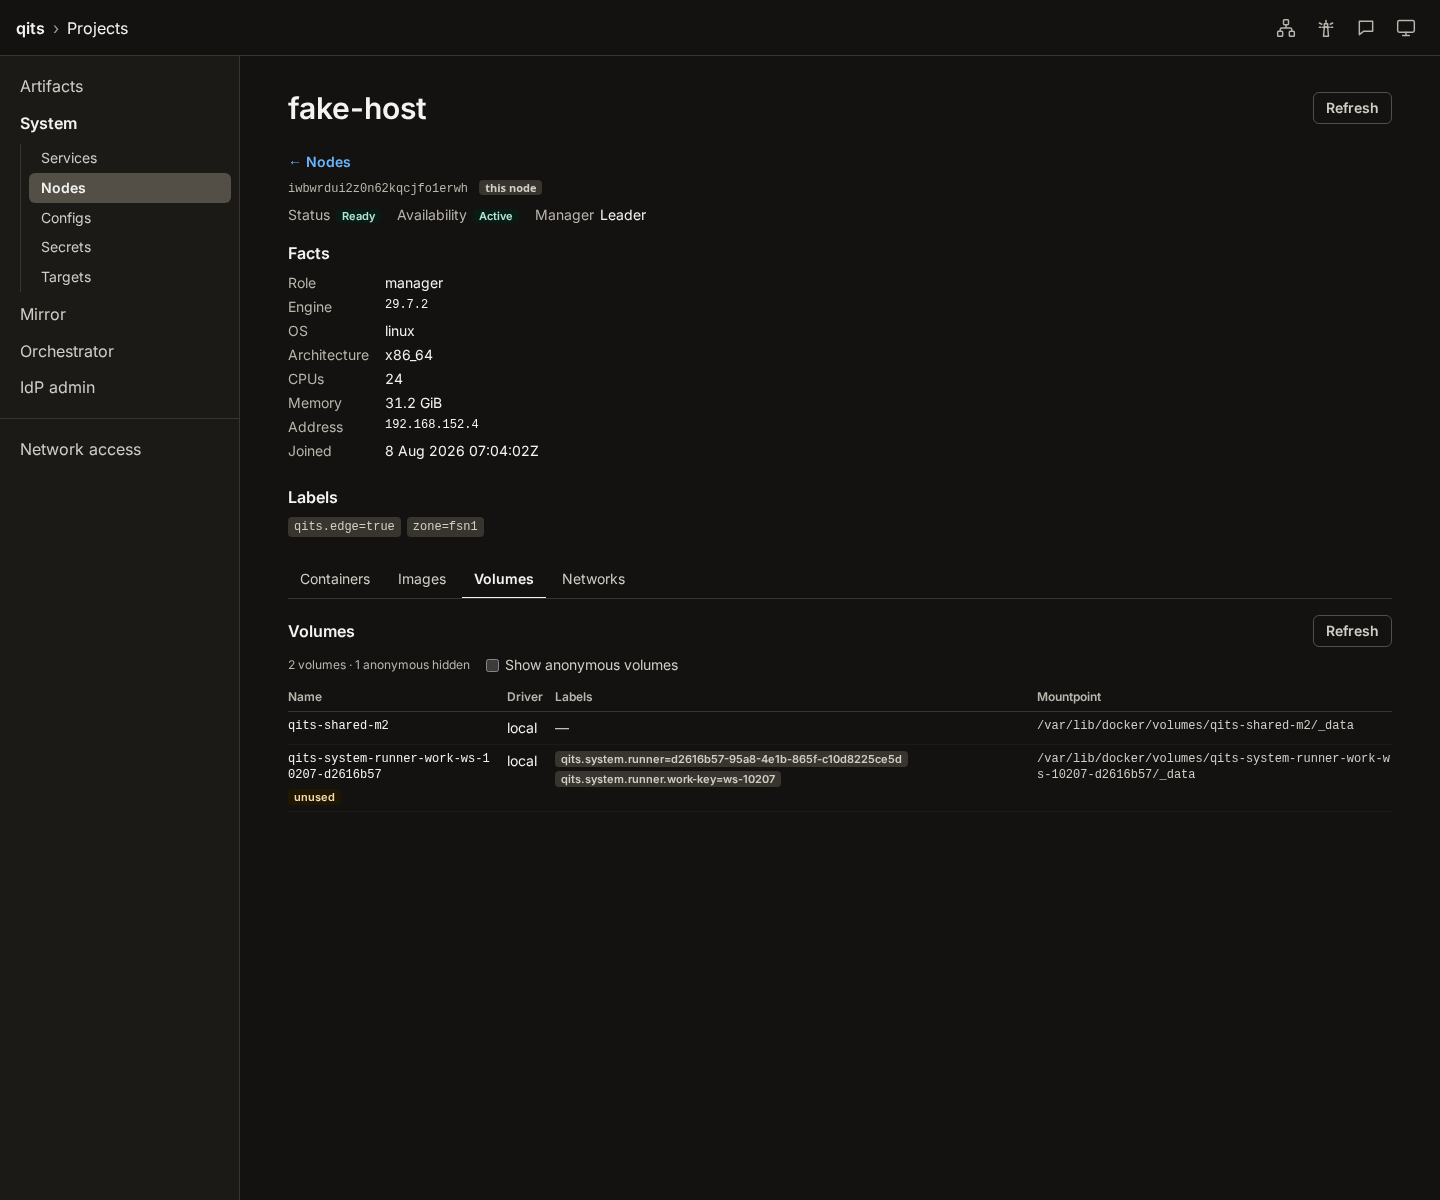 qits › Projects
Artifacts
System
Services
Nodes
Configs
Secrets
Targets
Mirror
Orchestrator
IdP admin
Network access
fake-host
Refresh
← Nodes
iwbwrdui2z0n62kqcjfo1erwh this node
Status Ready Availability Active Manager Leader
Facts
Role manager
Engine 29.7.2
OS linux
Architecture x86_64
CPUs 24
Memory 31.2 GiB
Address 192.168.152.4
Joined 8 Aug 2026 07:04:02Z
Labels
qits.edge=true zone=fsn1
Containers Images Volumes Networks
Volumes
Refresh
2 volumes · 1 anonymous hidden Show anonymous volumes
Name Driver Labels Mountpoint
qits-shared-m2 local — /var/lib/docker/volumes/qits-shared-m2/_data
qits-system-runner-work-ws-1 local qits.system.runner=d2616b57-95a8-4e1b-865f-c10d8225ce5d /var/lib/docker/volumes/qits-system-runner-work-w
0207-d2616b57 qits.system.runner.work-key=ws-10207 s-10207-d2616b57/_data
unused